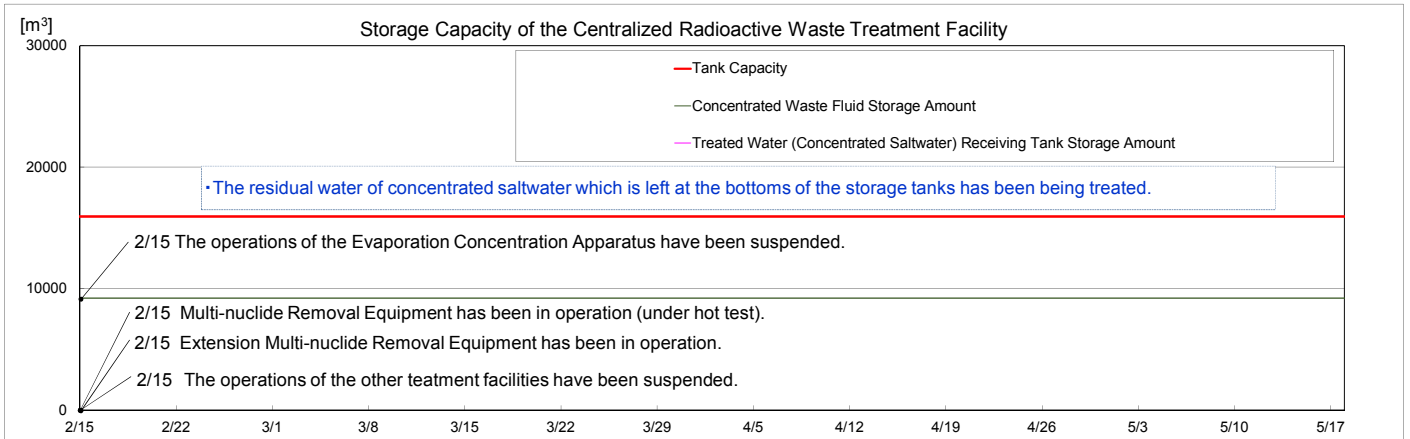 [m³]
Storage Capacity of the Centralized Radioactive Waste Treatment Facility
30000
Tank Capacity
Concentrated Waste Fluid Storage Amount
Treated Water (Concentrated Saltwater) Receiving Tank Storage Amount
20000
・The residual water of concentrated saltwater which is left at the bottoms of the storage tanks has been being treated.
2/15 The operations of the Evaporation Concentration Apparatus have been suspended.
10000
2/15 Multi-nuclide Removal Equipment has been in operation (under hot test).
2/15 Extension Multi-nuclide Removal Equipment has been in operation.
2/15 The operations of the other teatment facilities have been suspended.
0
2/15 2/22 3/1 3/8 3/15 3/22 3/29 4/5 4/12 4/19 4/26 5/3 5/10 5/17